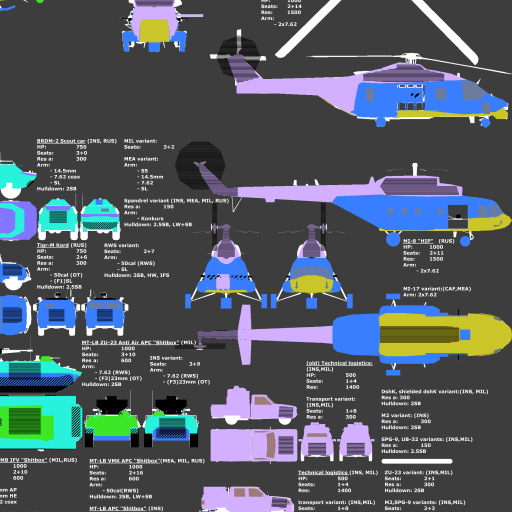 1000
Seats: 2+14
Res: 1500
Arm:
- 2x7.62
BRDM-2 Scout car (INS, RUS)
HP: 750
Seats: 3+0
Res a: 300
Arm:
- 14.5mm
- 7.62 coax
- SL
Hulldown: 2SB
MIL variant:
Seats: 3+2
MEA variant:
Arm:
- S5
- 14.5mm
- 7.62
- SL
Spandrel variant (INS, MEA, MIL, RUS)
Res a: 150
Arm:
- Konkurs
Hulldown: 2.5SB, LW+SB
Tigr-M Kord (RUS)
HP: 750
Seats: 2+6
Res a: 300
Arm:
- 50cal (OT)
- (F1)SL
Hulldown: 2.5SB
RWS variant:
Seats: 2+7
Arm:
- 50cal (RWS)
- SL
Hulldown: 3SB, HW, IFS
MI-8 "HIP" (RUS)
HP: 1000
Seats: 2+11
Res: 1500
Arm:
- 2x7.62
MI-17 variant:(CAF,MEA)
Arm: 2x7.62
MT-LB ZU-23 Anti Air APC "Shitbox" (MIL)
HP: 1000
Seats: 3+10
Res a: 600
Arm:
- 7.62 (RWS)
- (F3)23mm (OT)
Hulldown: 2SB
INS variant:
Seats: 3+9
Arm:
- 7.62 (RWS)
- (F3)23mm (OT)
(old) Technical logistics:
(INS,MIL)
HP:
Seats: 1+4
Res: 1400
Transport variant:
(INS,MIL)
Seats: 1+8
Res a: 300
DshK, shielded dshK variant:(INS,MIL)
Res a: 300
Hulldown: 2SB
M2 variant: (INS)
Res a: 300
Hulldown: 2SB
SPG-9, UB-32 variants: (INS,MIL)
Res a: 150
Hulldown: 2.5SB
MB IFV "Shitbox" (MIL,RUS)
1000
2+10
600
mm AP
mm HE
2 coax
MT-LB VMK APC "Shitbox"(MEA, MIL, RUS)
HP: 1000
Seats: 2+16
Res a: 600
Arm:
- 50cal(RWS)
Hulldown: 2SB, LW+SB
MT-LB APC "Shitbox" (INS)
Technical logistics (INS, MIL)
HP: 500
Seats: 1+4
Res: 1400
transport variant: (INS,MIL)
Seats: 1+8
ZU-23 variant: (INS,MIL)
Seats: 2+1
Res a: 300
Hulldown: 2SB
M2,SPG-9 variants: (INS,MIL)
Seats: 2+3